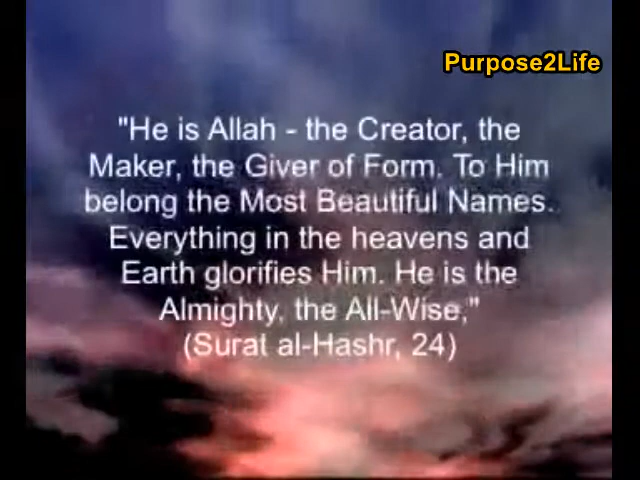 Purpose2Life
"He is Allah - the Creator, the
Maker, the Giver of Form. To Him
belong the Most Beautiful Names.
Everything in the heavens and
Earth glorifies Him. He is the
Almighty, the All-Wise,"
(Surat al-Hashr, 24)